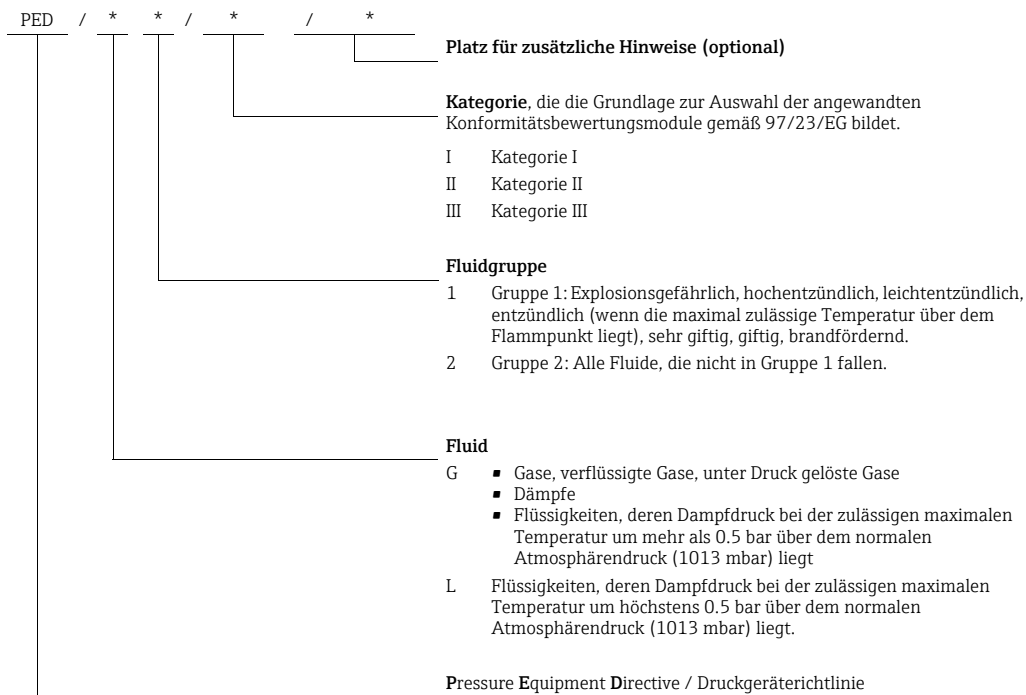 PED / * * / * / *
Platz für zusätzliche Hinweise (optional)
Kategorie, die die Grundlage zur Auswahl der angewandten
Konformitätsbewertungsmodule gemäß 97/23/EG bildet.
I Kategorie I
II Kategorie II
III Kategorie III
Fluidgruppe
1 Gruppe 1: Explosionsgefährlich, hochentzündlich, leichtentzündlich,
entzündlich (wenn die maximal zulässige Temperatur über dem
Flammpunkt liegt), sehr giftig, giftig, brandfördernd.
2 Gruppe 2: Alle Fluide, die nicht in Gruppe 1 fallen.
Fluid
G ▪ Gase, verflüssigte Gase, unter Druck gelöste Gase
▪ Dämpfe
▪ Flüssigkeiten, deren Dampfdruck bei der zulässigen maximalen
Temperatur um mehr als 0.5 bar über dem normalen
Atmosphärendruck (1013 mbar) liegt
L Flüssigkeiten, deren Dampfdruck bei der zulässigen maximalen
Temperatur um höchstens 0.5 bar über dem normalen
Atmosphärendruck (1013 mbar) liegt.
Pressure Equipment Directive / Druckgeräterichtlinie